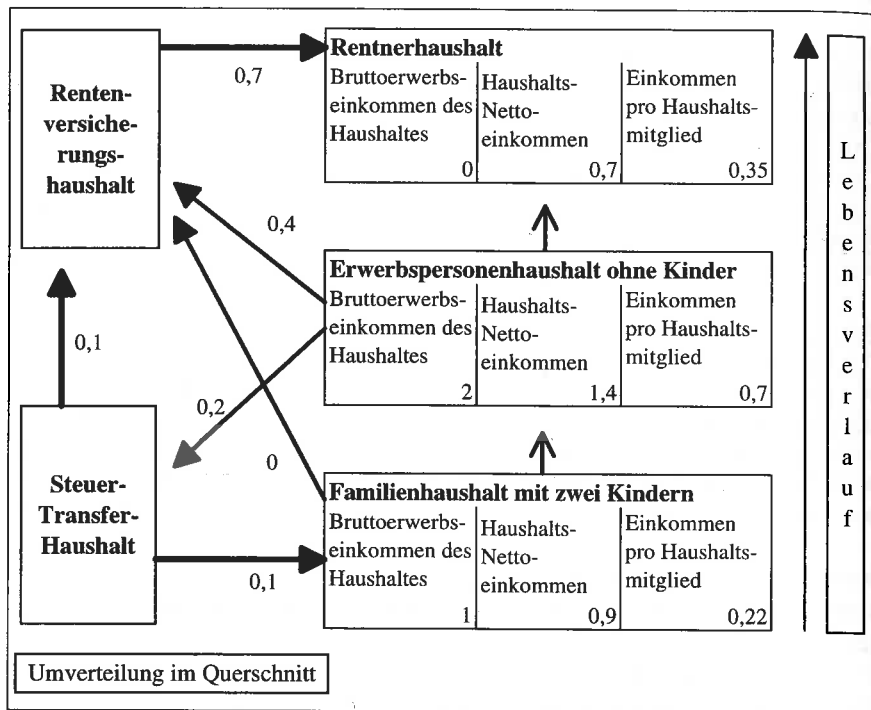 Renten-
versiche-
rungs-
haushalt
0,7
Rentnerhaushalt
Bruttoerwerbs-
einkommen des
Haushaltes
0
Haushalts-
Netto-
einkommen
0,7
Einkommen
pro Haushalts-
mitglied
0,35
0,4
Erwerbspersonenhaushalt ohne Kinder
Bruttoerwerbs-
einkommen des
Haushaltes
2
Haushalts-
Netto-
einkommen
1,4
Einkommen
pro Haushalts-
mitglied
0,7
0,1
0,2
0
Steuer-
Transfer-
Haushalt
0,1
Familienhaushalt mit zwei Kindern
Bruttoerwerbs-
einkommen des
Haushaltes
1
Haushalts-
Netto-
einkommen
0,9
Einkommen
pro Haushalts-
mitglied
0,22
Lebensverlauf
Umverteilung im Querschnitt